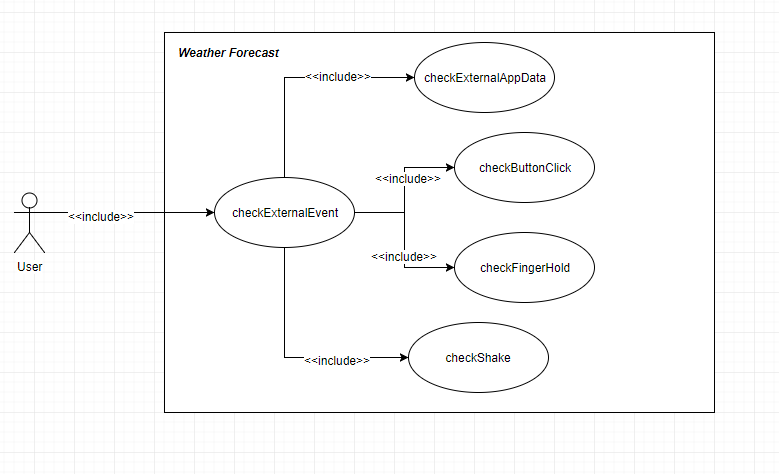 Weather Forecast
<<include>>
checkExternalAppData
<<include>>
checkButtonClick
<<include>>
checkExternalEvent
<<include>>
checkFingerHold
User
<<include>>
checkShake